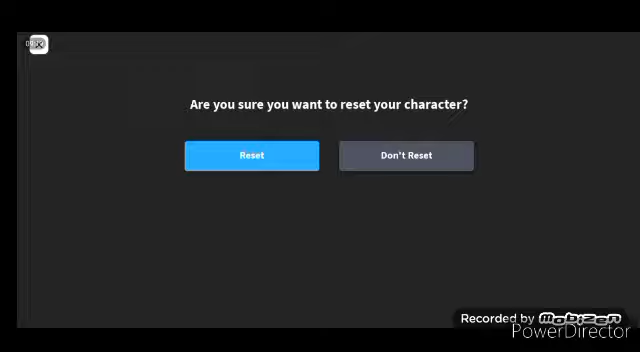 Are you sure you want to reset your character?
Reset
Don't Reset
Recorded by mobizen
PowerDirector